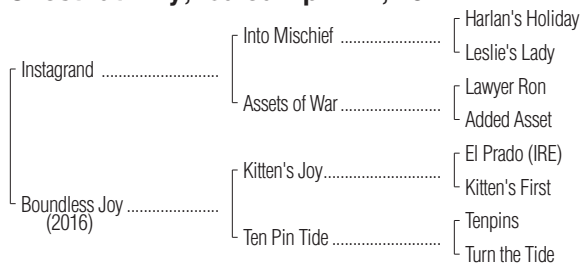 Harlan's Holiday
Into Mischief ........................
Leslie's Lady
Instagrand ............................
Lawyer Ron
Assets of War ........................
Added Asset
El Prado (IRE)
Kitten's Joy............................
Kitten's First
Boundless Joy ......................
(2016)
Tenpins
Ten Pin Tide ..........................
Turn the Tide